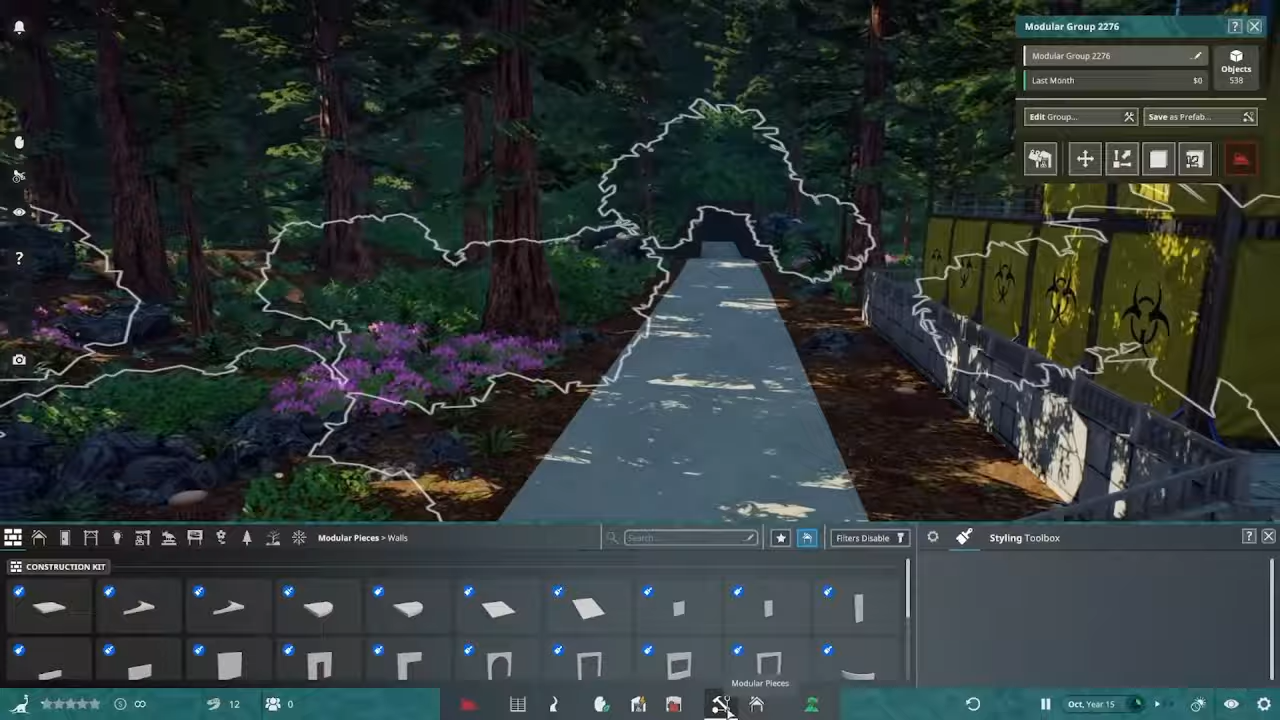 Modular Group 2276
?
Modular Group 2276
Objects
538
Last Month $0
Edit Group...
Save as Prefab...
?
Modular Pieces > Walls
Search...
Filters Disable
Styling Toolbox
?
CONSTRUCTION KIT
Modular Pieces
12
0
Oct, Year 15